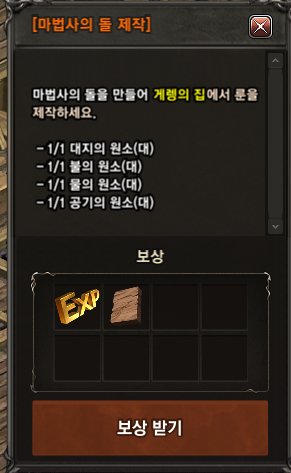 [마법사의 돌 제작]
마법사의 돌을 만들어 게렝의 집에서 룬을
제작하세요.
- 1/1 대지의 원소(대)
- 1/1 불의 원소(대)
- 1/1 물의 원소(대)
- 1/1 공기의 원소(대)
보상
EXP
보상 받기